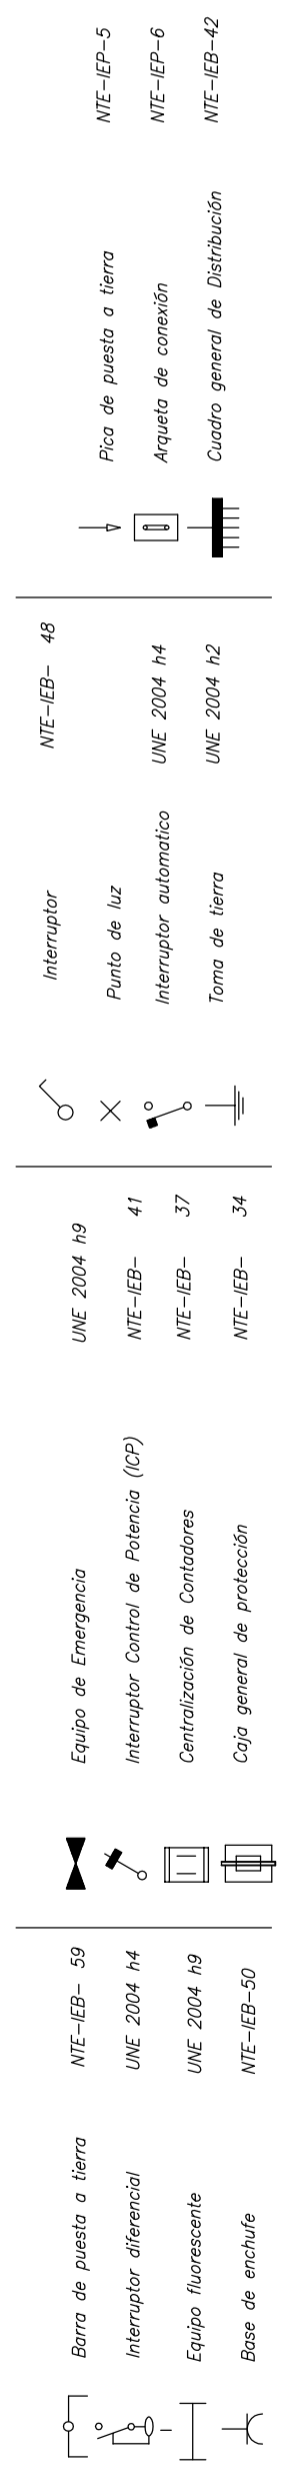 Barra de puesta a tierra NTE-IEB- 59
Interruptor diferencial UNE 2004 h4
Equipo fluorescente UNE 2004 h9
Base de enchufe NTE-IEB-50
Equipo de Emergencia UNE 2004 h9
Interruptor Control de Potencia (ICP) NTE-IEB- 41
Centralización de Contadores NTE-IEB- 37
Caja general de protección NTE-IEB- 34
Interruptor NTE-IEB- 48
Punto de luz
Interruptor automatico UNE 2004 h4
Toma de tierra UNE 2004 h2
Pica de puesta a tierra NTE-IEP-5
Arqueta de conexión NTE-IEP-6
Cuadro general de Distribución NTE-IEB-42